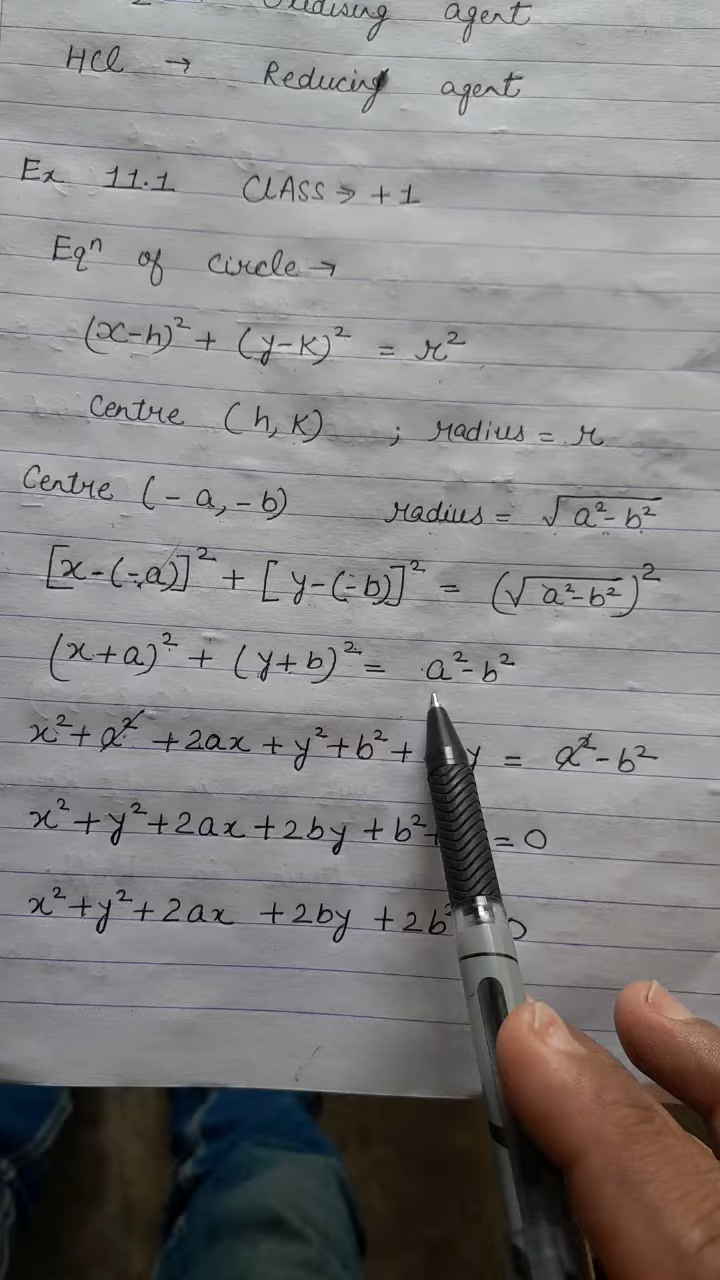 Oxidising agent
HCl → Reducing agent
Ex 11.1 CLASS → +1
Eqⁿ of circle →
(x-h)² + (y-k)² = r²
Centre (h, k) ; radius = r
Centre (-a, -b) radius = √(a²-b²)
[x-(-a)]² + [y-(-b)]² = (√(a²-b²))²
(x+a)² + (y+b)² = a²-b²
x²+a²+2ax+y²+b²+ y = a²-b²
x²+y²+2ax+2by+b²+ =0
x²+y²+2ax+2by+2b²